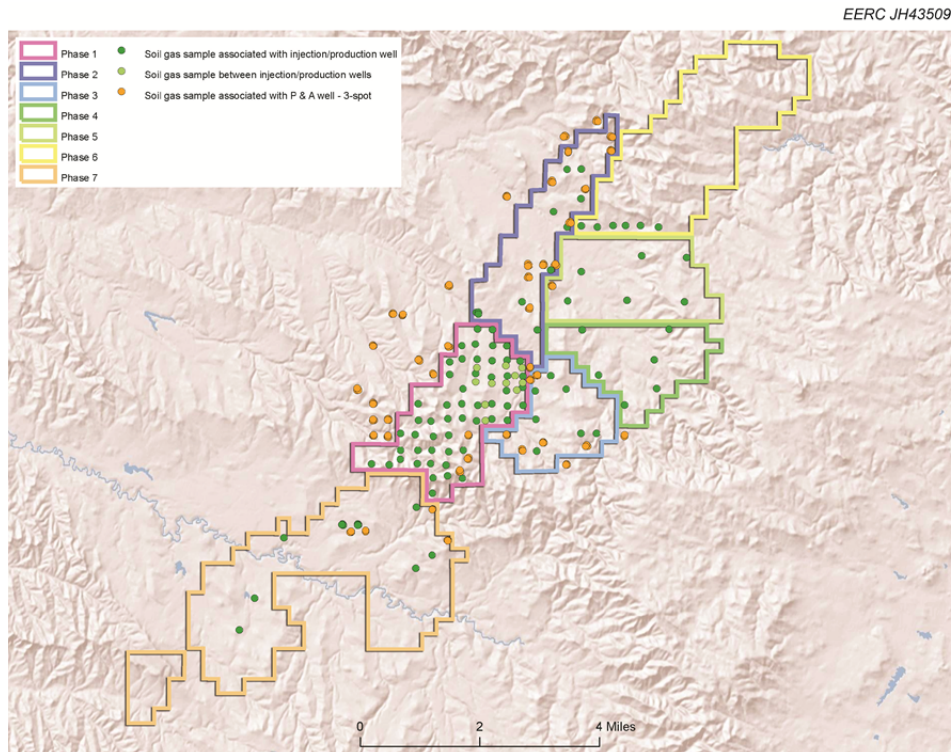 EERC JH43509
Phase 1
Soil gas sample associated with injection/production well
Phase 2
Soil gas sample between injection/production wells
Phase 3
Soil gas sample associated with P & A well - 3-spot
Phase 4
Phase 5
Phase 6
Phase 7
0 2 4 Miles